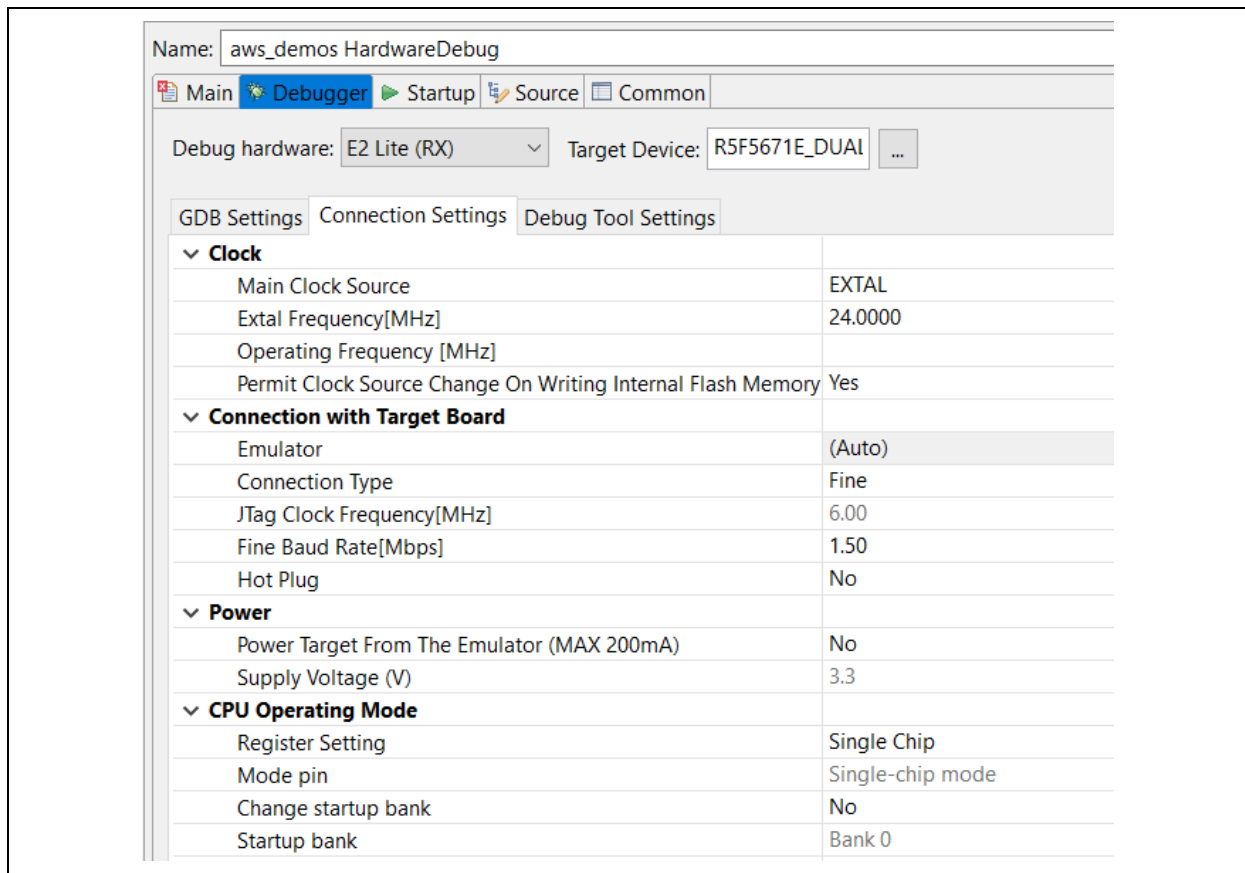 Name: aws_demos HardwareDebug
Main Debugger Startup Source Common
Debug hardware: E2 Lite (RX) Target Device: R5F5671E_DUAL ...
GDB Settings Connection Settings Debug Tool Settings
Clock
Main Clock Source EXTAL
Extal Frequency[MHz] 24.0000
Operating Frequency [MHz]
Permit Clock Source Change On Writing Internal Flash Memory Yes
Connection with Target Board
Emulator (Auto)
Connection Type Fine
JTag Clock Frequency[MHz] 6.00
Fine Baud Rate[Mbps] 1.50
Hot Plug No
Power
Power Target From The Emulator (MAX 200mA) No
Supply Voltage (V) 3.3
CPU Operating Mode
Register Setting Single Chip
Mode pin Single-chip mode
Change startup bank No
Startup bank Bank 0